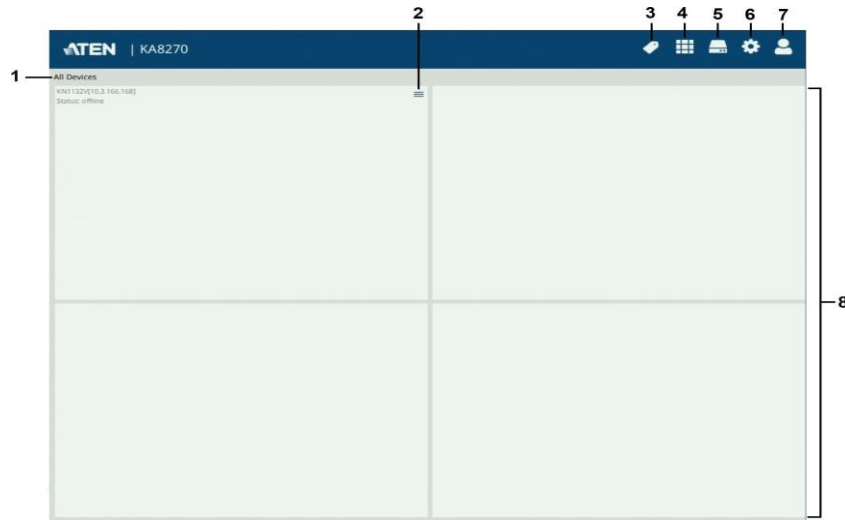 2 3 4 5 6 7
ATEN | KA8270
1 All Devices
KN1132V[10.3.166.168]
Status: offline
8